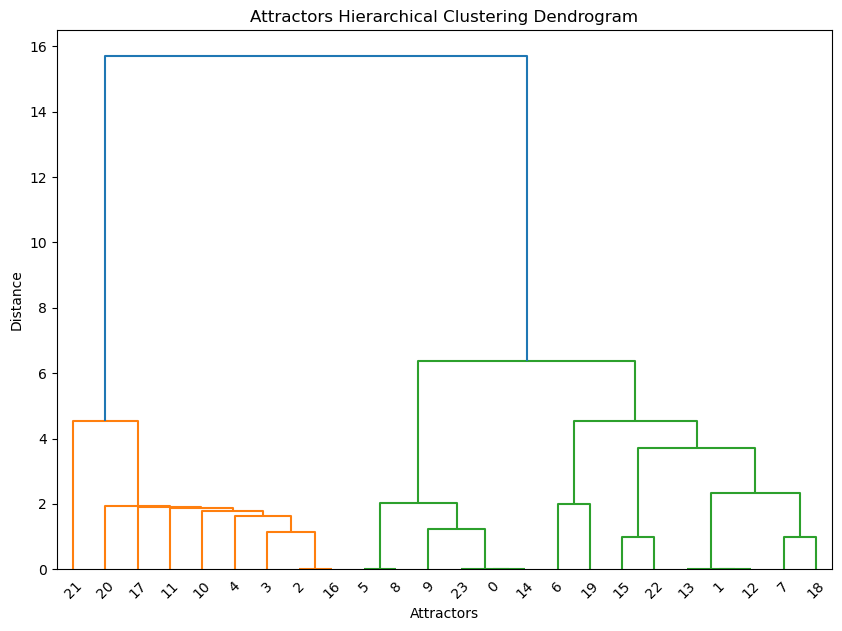 Attractors Hierarchical Clustering Dendrogram
16
14
12
10
8
6
4
2
0
Distance
21 20 17 11 10 4 3 2 16 5 8 9 23 0 14 6 19 15 22 13 1 12 7 18
Attractors